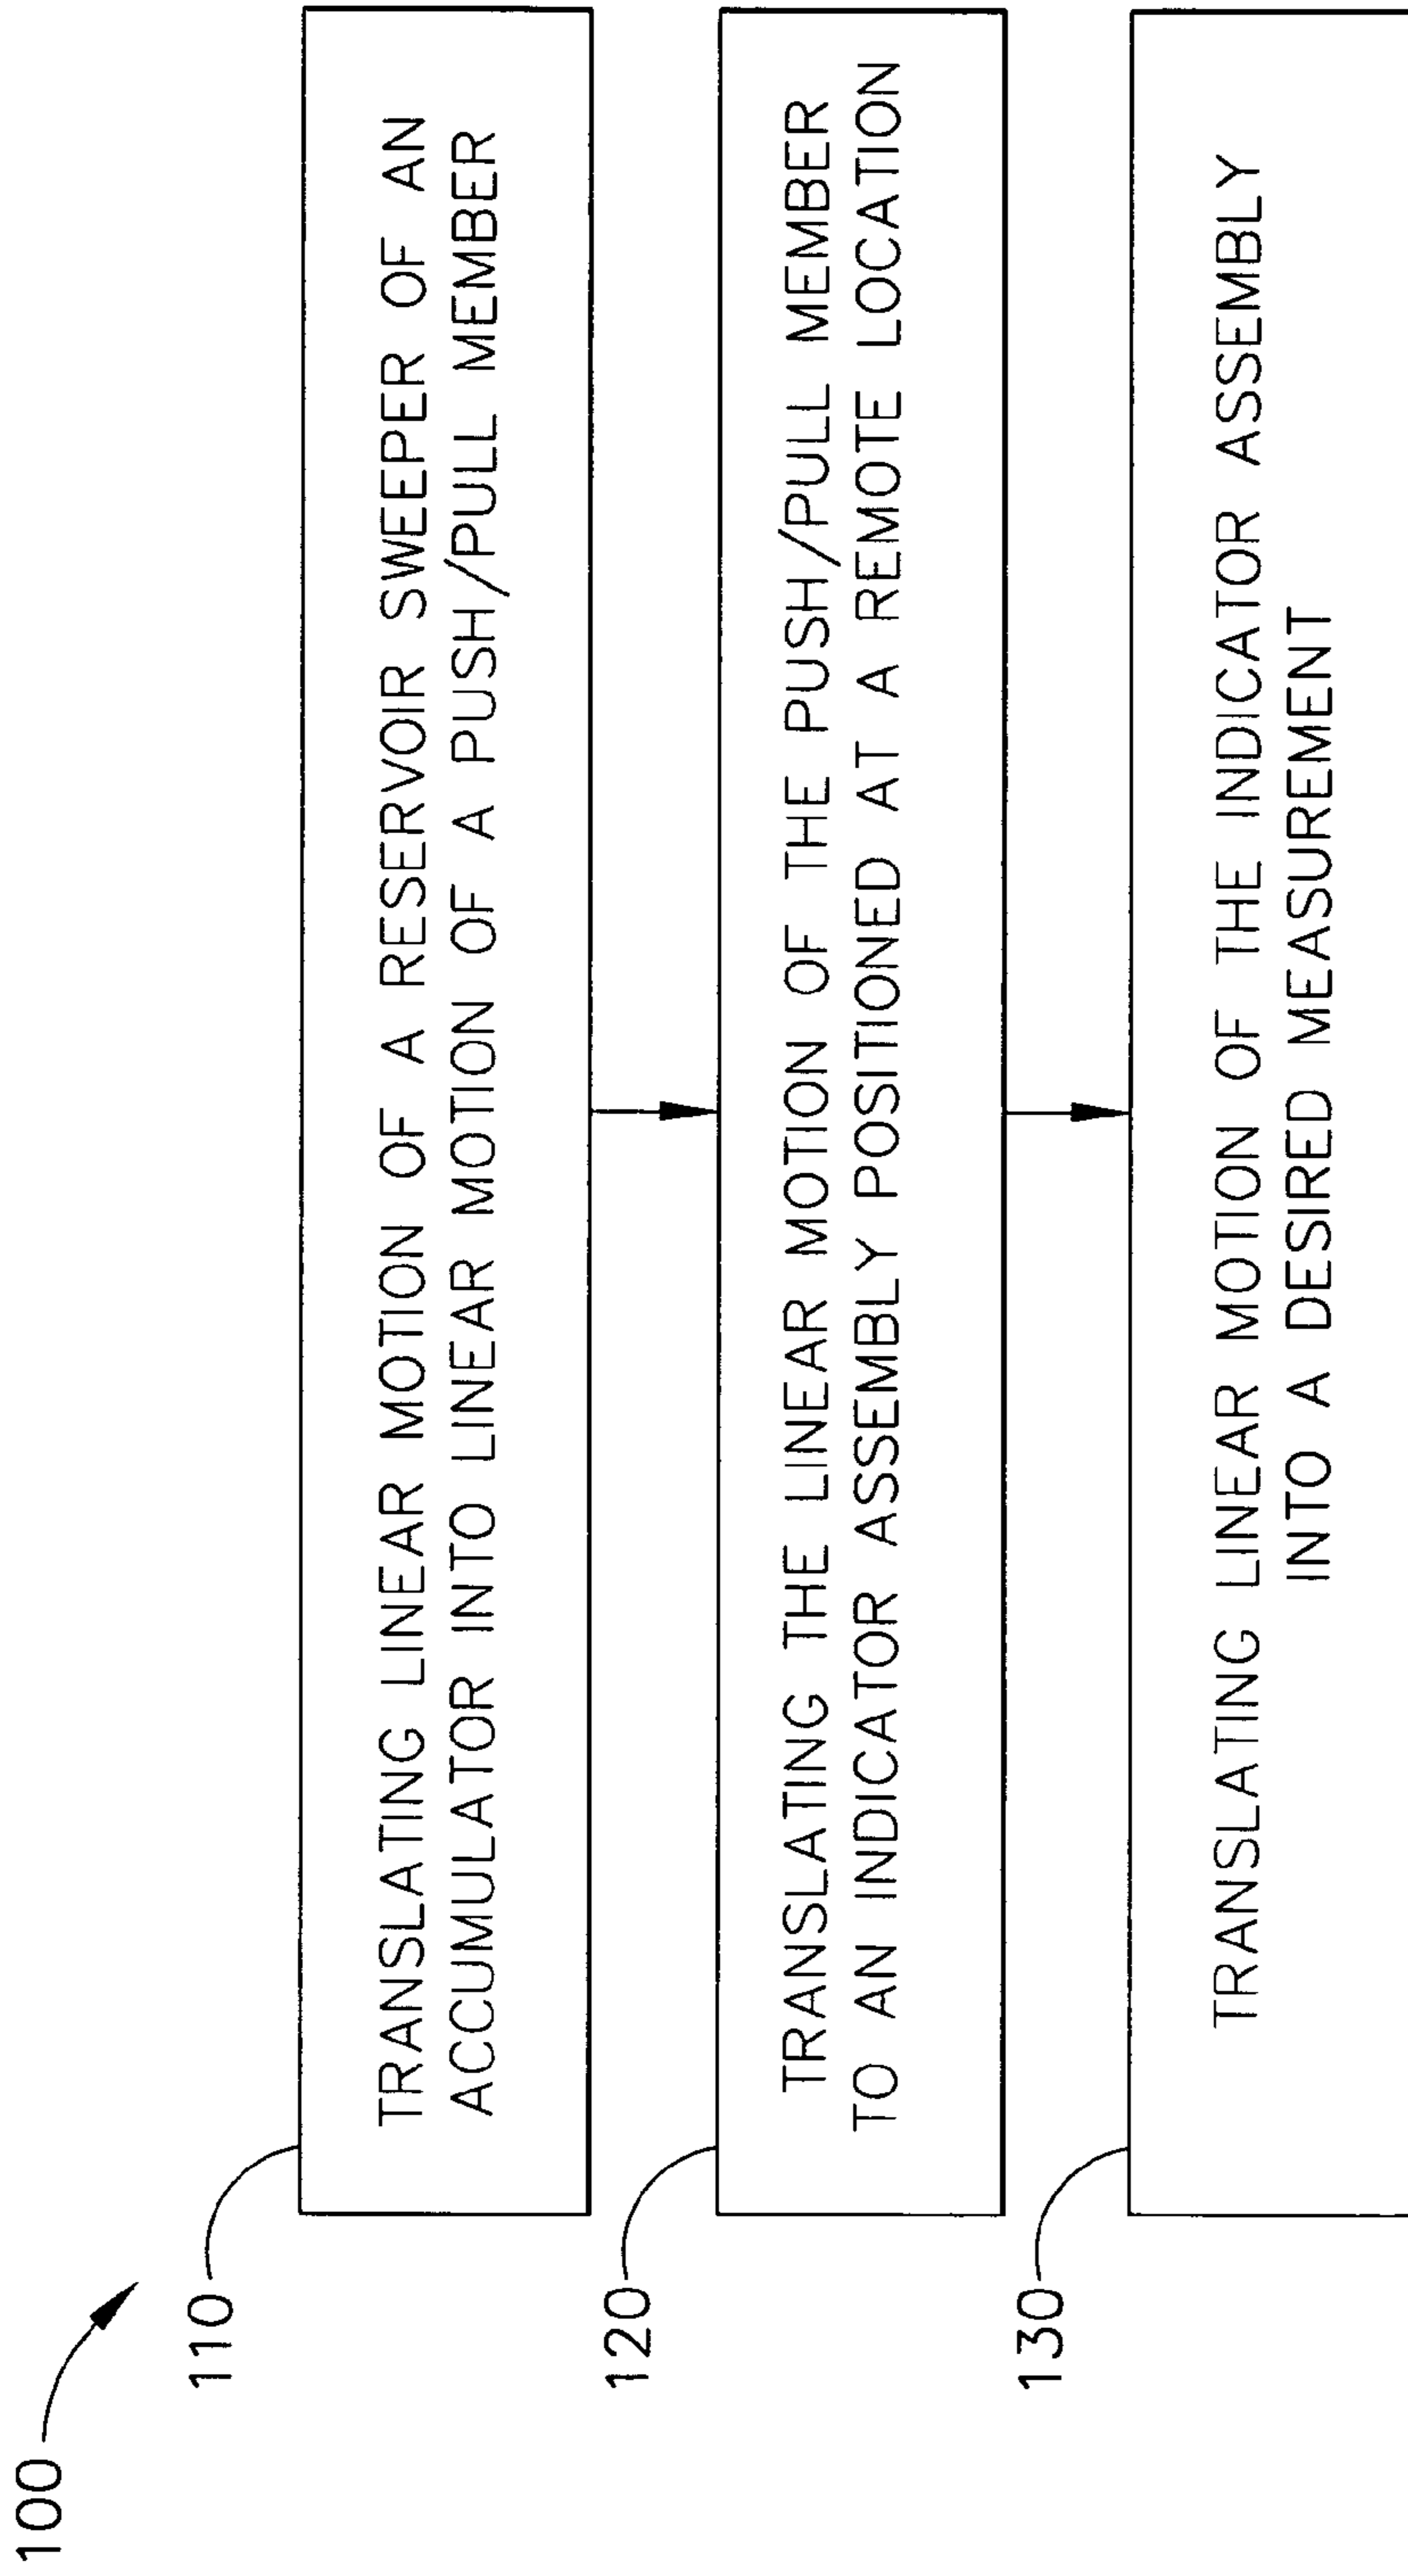 100
110
TRANSLATING LINEAR MOTION OF A RESERVOIR SWEEPER OF AN
ACCUMULATOR INTO LINEAR MOTION OF A PUSH/PULL MEMBER
120
TRANSLATING THE LINEAR MOTION OF THE PUSH/PULL MEMBER
TO AN INDICATOR ASSEMBLY POSITIONED AT A REMOTE LOCATION
130
TRANSLATING LINEAR MOTION OF THE INDICATOR ASSEMBLY
INTO A DESIRED MEASUREMENT